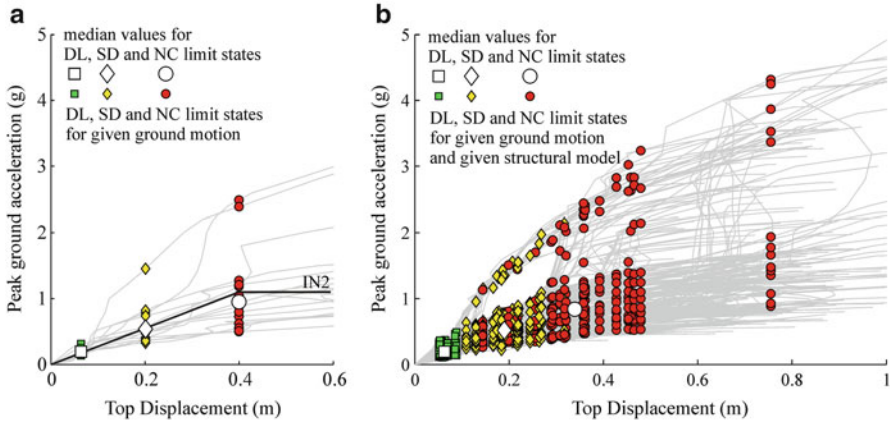 a
median values for
DL, SD and NC limit states
DL, SD and NC limit states
for given ground motion
IN2
Peak ground acceleration (g)
5
4
3
2
1
0
0
0.2
0.4
0.6
Top Displacement (m)
b
median values for
DL, SD and NC limit states
DL, SD and NC limit states
for given ground motion
and given structural model
Peak ground acceleration (g)
5
4
3
2
1
0
0
0.2
0.4
0.6
0.8
1
Top Displacement (m)